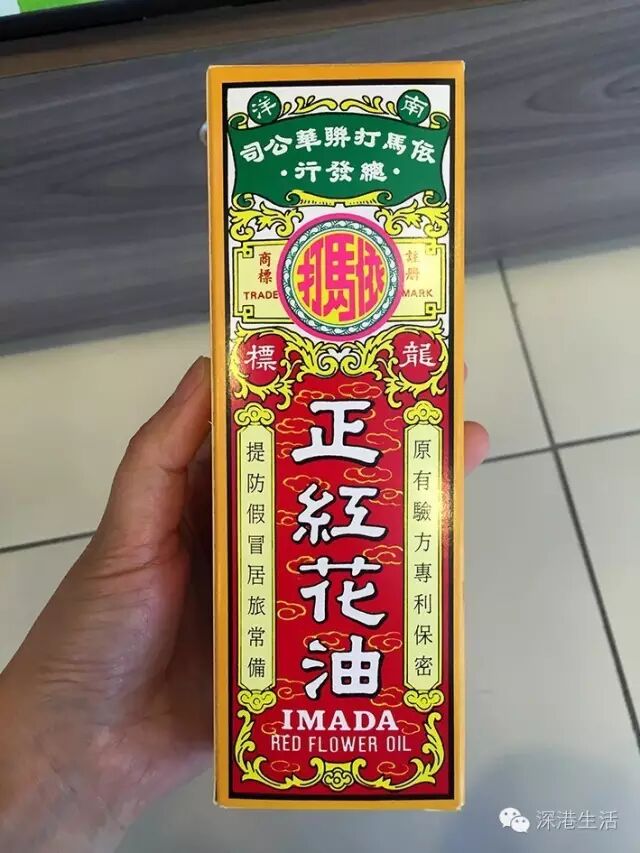 南洋
依馬打聯華公司
·總發行·
註冊
商標
依馬打
TRADE MARK
龍標
正紅花油
原有驗方專利保密
提防假冒居旅常備
IMADA
RED FLOWER OIL
深港生活